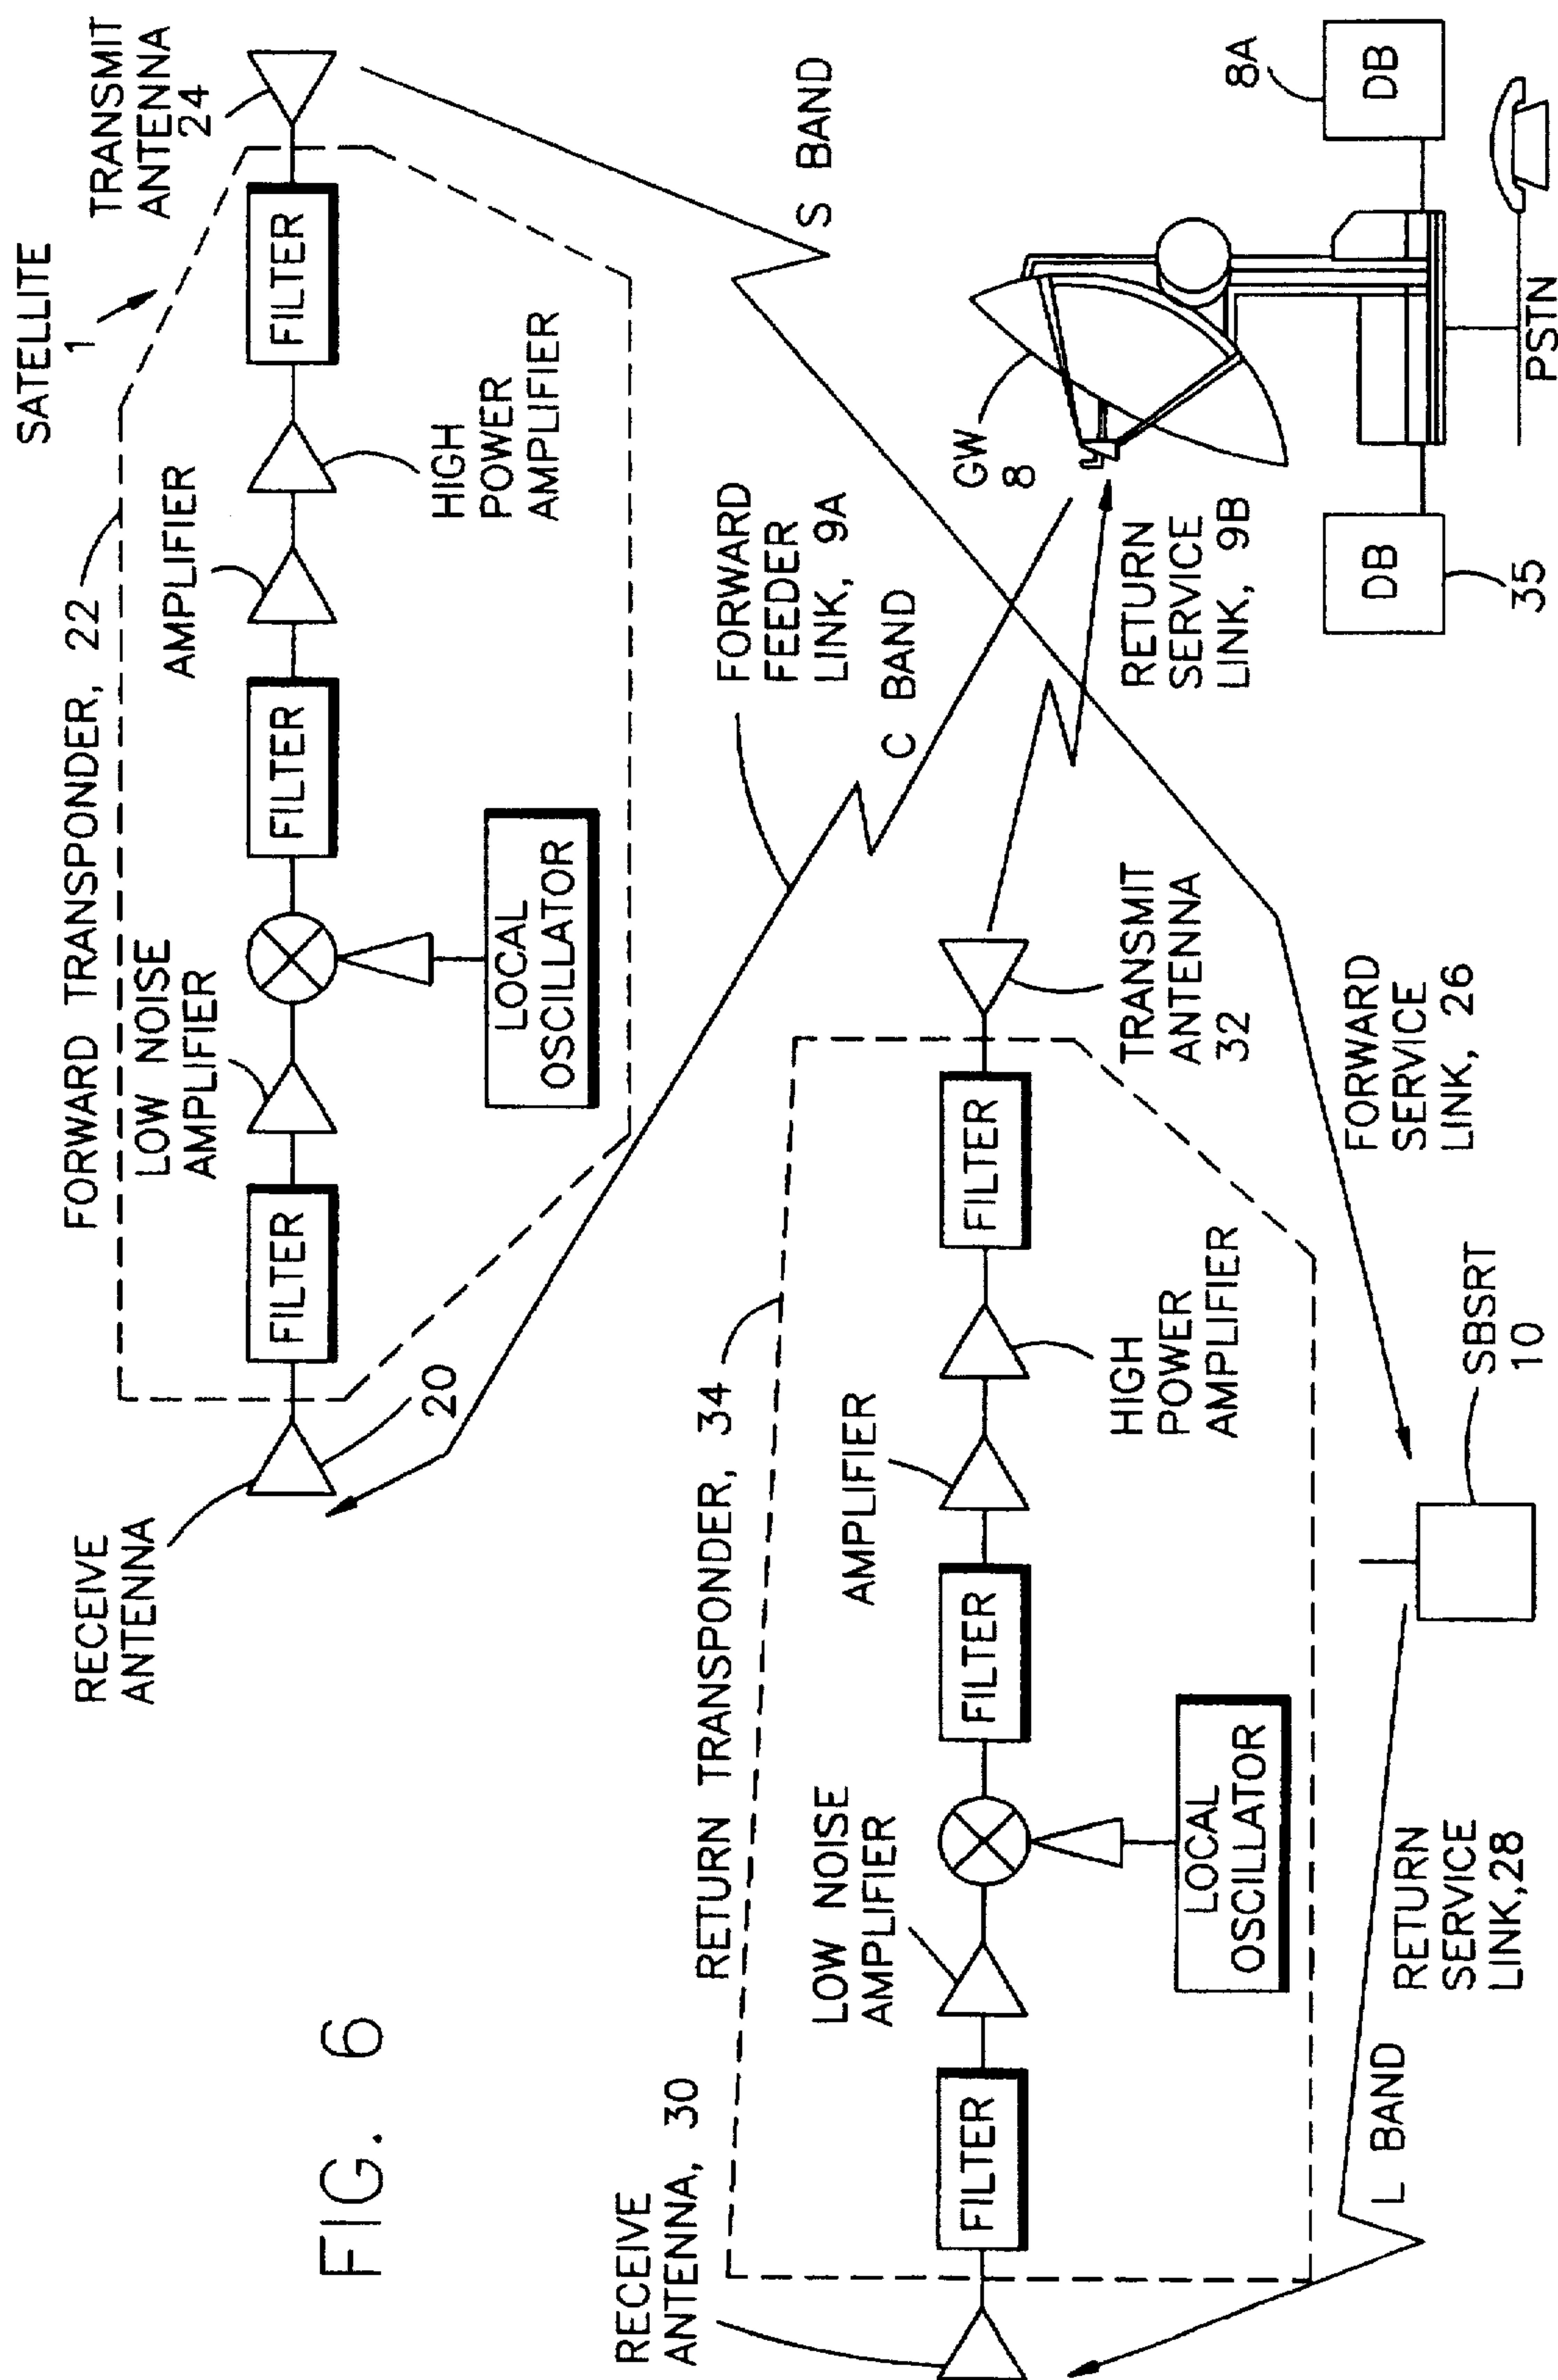 FIG. 6
SATELLITE
1
FORWARD TRANSPONDER, 22
RECEIVE
ANTENNA
20
FILTER
LOW NOISE
AMPLIFIER
LOCAL
OSCILLATOR
FILTER
AMPLIFIER
HIGH
POWER
AMPLIFIER
FILTER
TRANSMIT
ANTENNA
24
FORWARD
FEEDER
LINK, 9A
C BAND
S BAND
RETURN TRANSPONDER, 34
RECEIVE
ANTENNA, 30
FILTER
LOW NOISE
AMPLIFIER
LOCAL
OSCILLATOR
FILTER
AMPLIFIER
HIGH
POWER
AMPLIFIER
FILTER
TRANSMIT
ANTENNA
32
RETURN
SERVICE
LINK, 9B
GW
8
DB
35
DB
8A
PSTN
FORWARD
SERVICE
LINK, 26
SBSRT
10
RETURN
SERVICE
LINK,28
L BAND